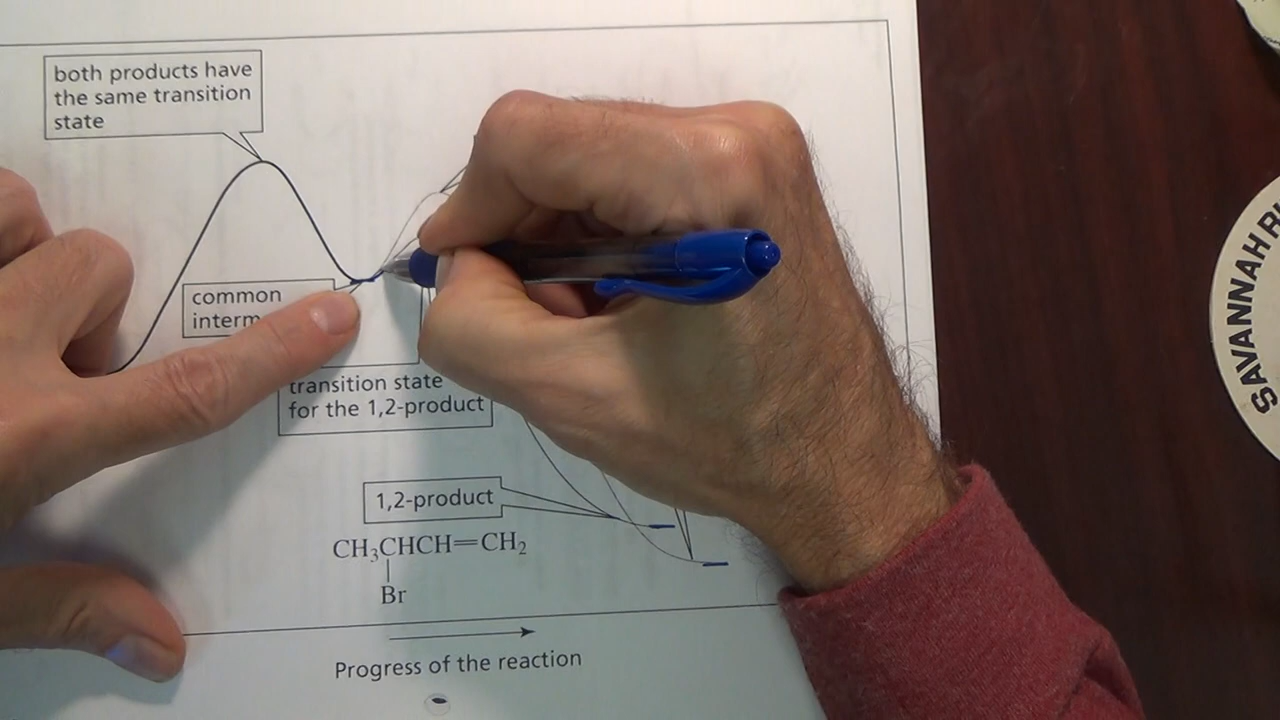 both products have
the same transition
state
common
transition state
for the 1,2-product
1,2-product
CH₃CHCH=CH₂
Br
Progress of the reaction
SAVANNAH